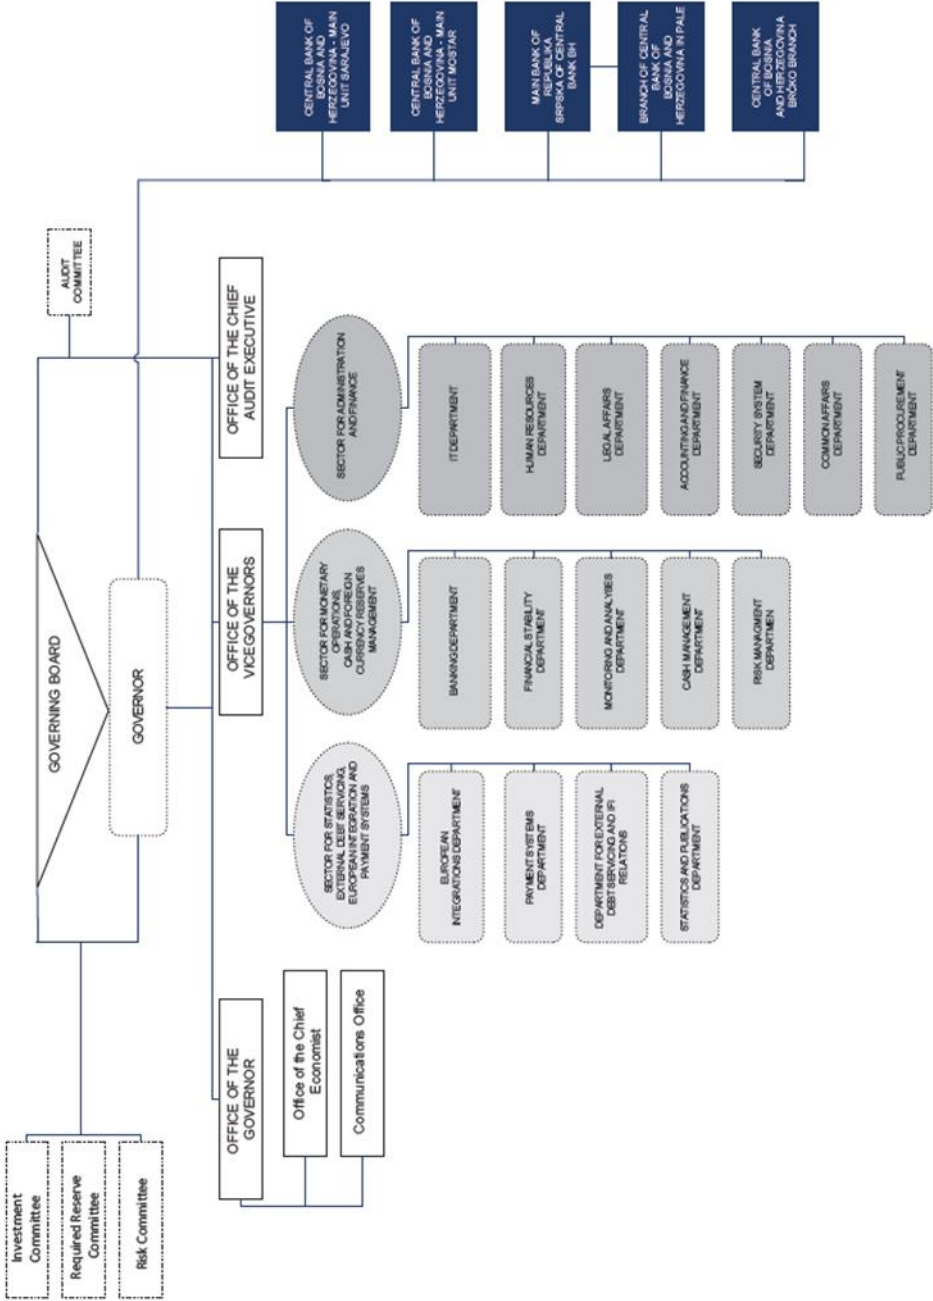 GOVERNING BOARD
GOVERNOR
AUDIT
COMMITTEE
Investment
Committee
Required Reserve
Committee
Risk Committee
OFFICE OF THE
GOVERNOR
OFFICE OF THE
VICEGOVERNORS
OFFICE OF THE CHIEF
AUDIT EXECUTIVE
Office of the Chief
Economist
Communications Office
SECTOR FOR STATISTICS,
EXTERNAL DEBT SERVICING,
EUROPEAN INTEGRATION AND
PAYMENT SYSTEMS
EUROPEAN
INTEGRATIONS DEPARTMENT
PAYMENT SYSTEMS
DEPARTMENT
DEPARTMENT FOR EXTERNAL
DEBT SERVICING AND IFI
RELATIONS
STATISTICS AND PUBLICATIONS
DEPARTMENT
SECTOR FOR MONETARY
OPERATIONS,
CASH AND FOREIGN
CURRENCY RESERVES
MANAGEMENT
BANKING DEPARTMENT
FINANCIAL STABILITY
DEPARTMENT
MONITORING AND ANALYSES
DEPARTMENT
CASH MANAGEMENT
DEPARTMENT
RISK MANAGMENT
DEPARTMEN
SECTOR FOR ADMINISTRATION
AND FINANCE
IT DEPARTMENT
HUMAN RESOURCES
DEPARTMENT
LEGAL AFFAIRS
DEPARTMENT
ACCOUNTING AND FINANCE
DEPARTMENT
SECURITY SYSTEM
DEPARTMENT
COMMON AFFAIRS
DEPARTMENT
PUBLIC PROCUREMENT
DEPARTMENT
CENTRAL BANK OF
BOSNIA AND
HERZEGOVINA - MAIN
UNIT SARAJEVO
CENTRAL BANK OF
BOSNIA AND
HERZEGOVINA - MAIN
UNIT MOSTAR
MAIN BANK OF
REPUBLIKA
SRPSKA OF CENTRAL
BANK BH
BRANCH OF CENTRAL
BANK OF
BOSNIA AND
HERZEGOVINA IN PALE
CENTRAL BANK
OF BOSNIA
AND HERZEGOVINA
BRČKO BRANCH